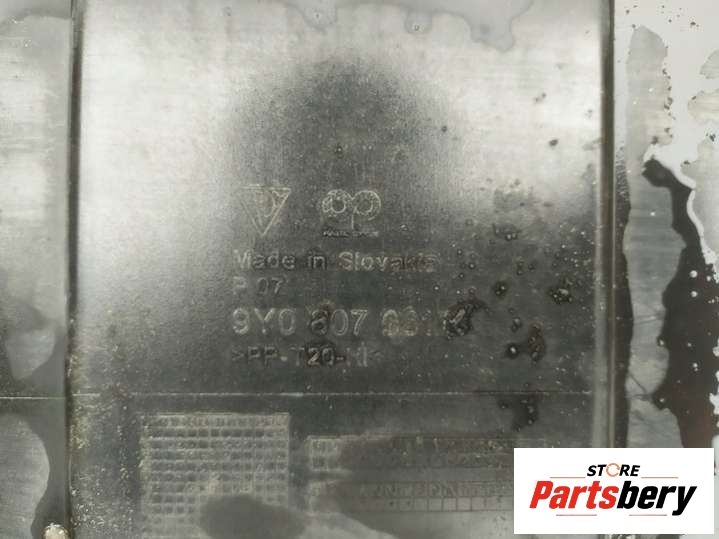 Made in Slovakia
P 07
9Y0 807
>PP-T20-
STORE
Partsbery